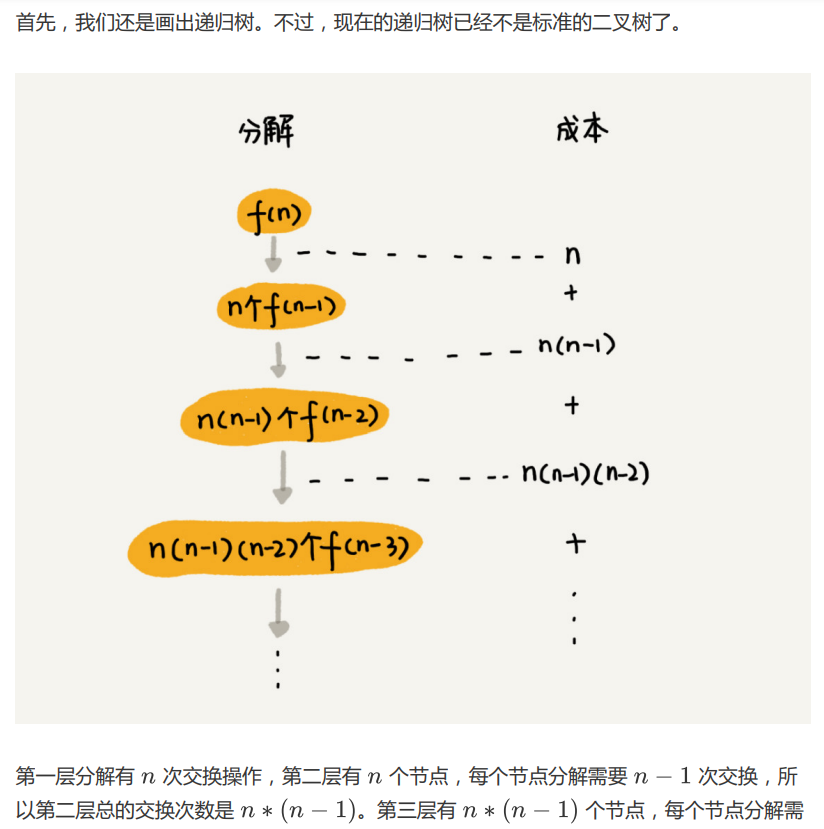 首先，我们还是画出递归树。不过，现在的递归树已经不是标准的二叉树了。
分解 成本
f(n)
n
+
n个f(n-1)
n(n-1)
+
n(n-1)个f(n-2)
n(n-1)(n-2)
+
n(n-1)(n-2)个f(n-3)
第一层分解有 n 次交换操作，第二层有 n 个节点，每个节点分解需要 n − 1 次交换，所
以第二层总的交换次数是 n ∗ (n − 1)。第三层有 n ∗ (n − 1) 个节点，每个节点分解需